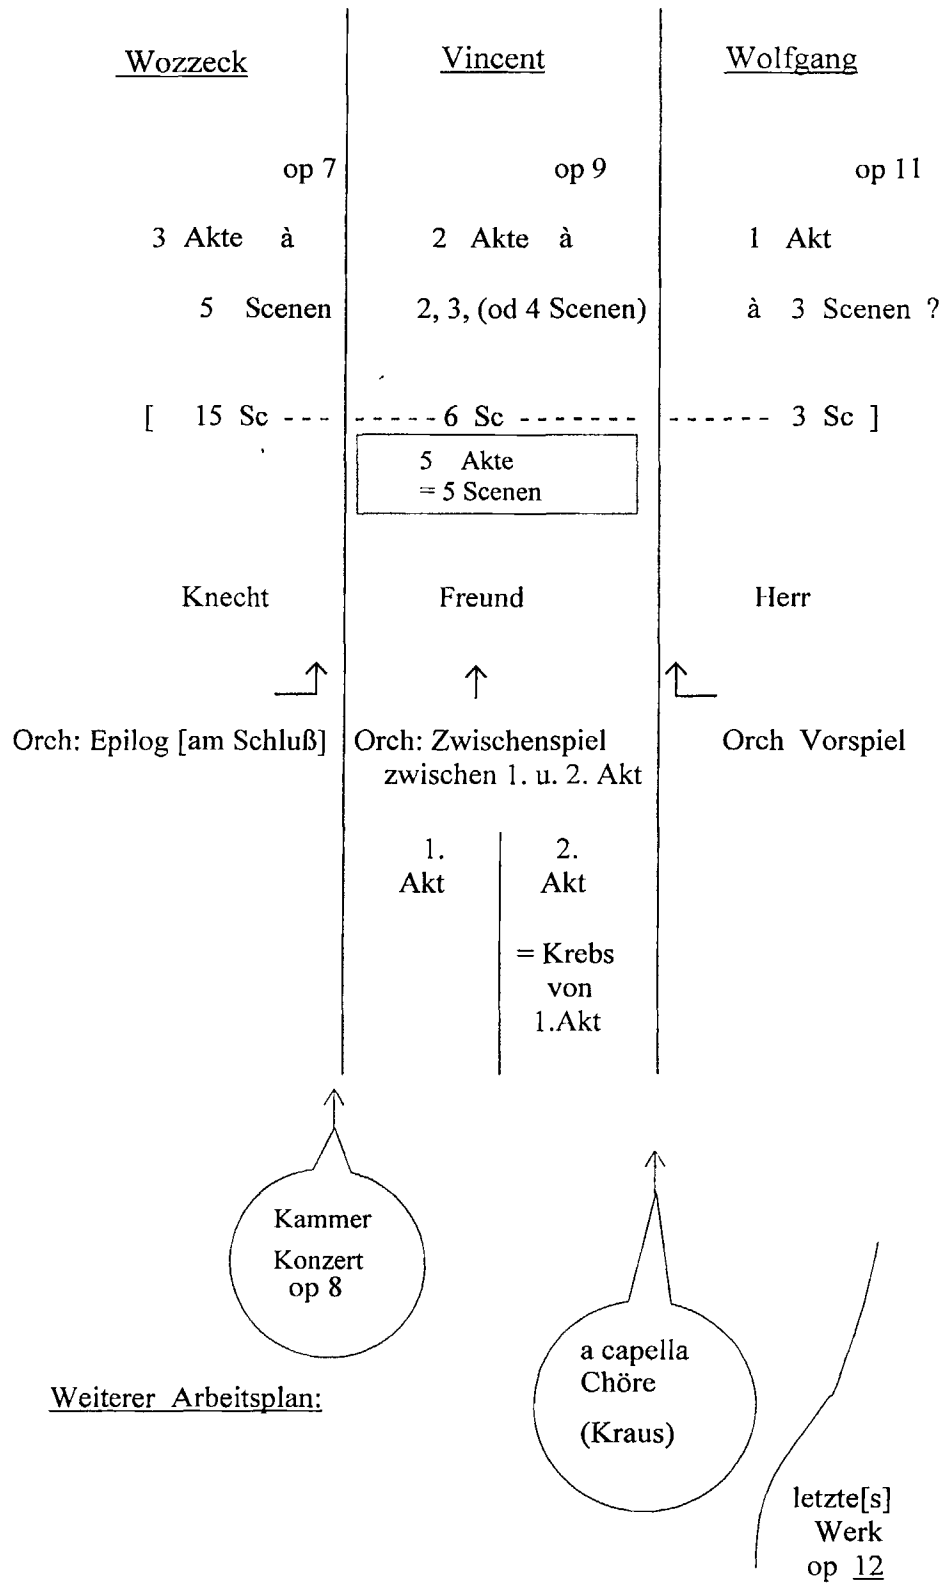 Wozzeck
Vincent
Wolfgang
op 7
op 9
op 11
3 Akte à
2 Akte à
1 Akt
5 Scenen
2, 3, (od 4 Scenen)
à 3 Scenen ?
[ 15 Sc --- ----- 6 Sc ------- ------ 3 Sc ]
5 Akte
= 5 Scenen
Knecht
Freund
Herr
Orch: Epilog [am Schluß]
Orch: Zwischenspiel
zwischen 1. u. 2. Akt
Orch Vorspiel
1.
Akt
2.
Akt
= Krebs
von
1.Akt
Kammer
Konzert
op 8
a capella
Chöre
(Kraus)
Weiterer Arbeitsplan:
letzte[s]
Werk
op 12